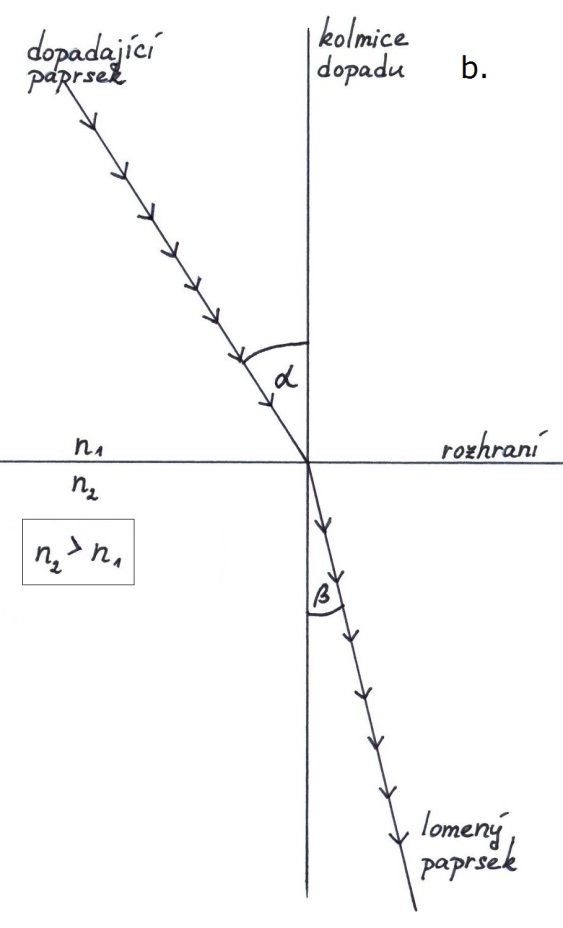 dopadající
paprsek
kolmice
dopadu
b.
α
n₁
rozhraní
n₂
n₂ > n₁
β
lomený
paprsek